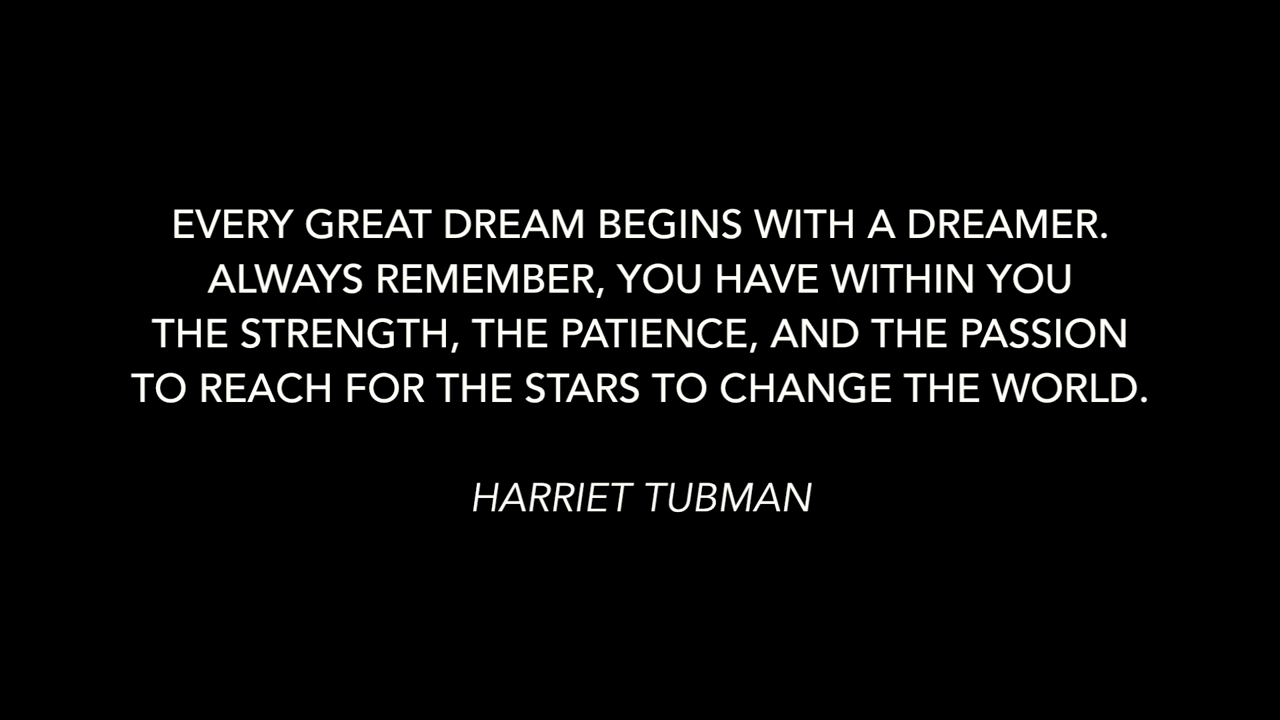 EVERY GREAT DREAM BEGINS WITH A DREAMER.
ALWAYS REMEMBER, YOU HAVE WITHIN YOU
THE STRENGTH, THE PATIENCE, AND THE PASSION
TO REACH FOR THE STARS TO CHANGE THE WORLD.
HARRIET TUBMAN